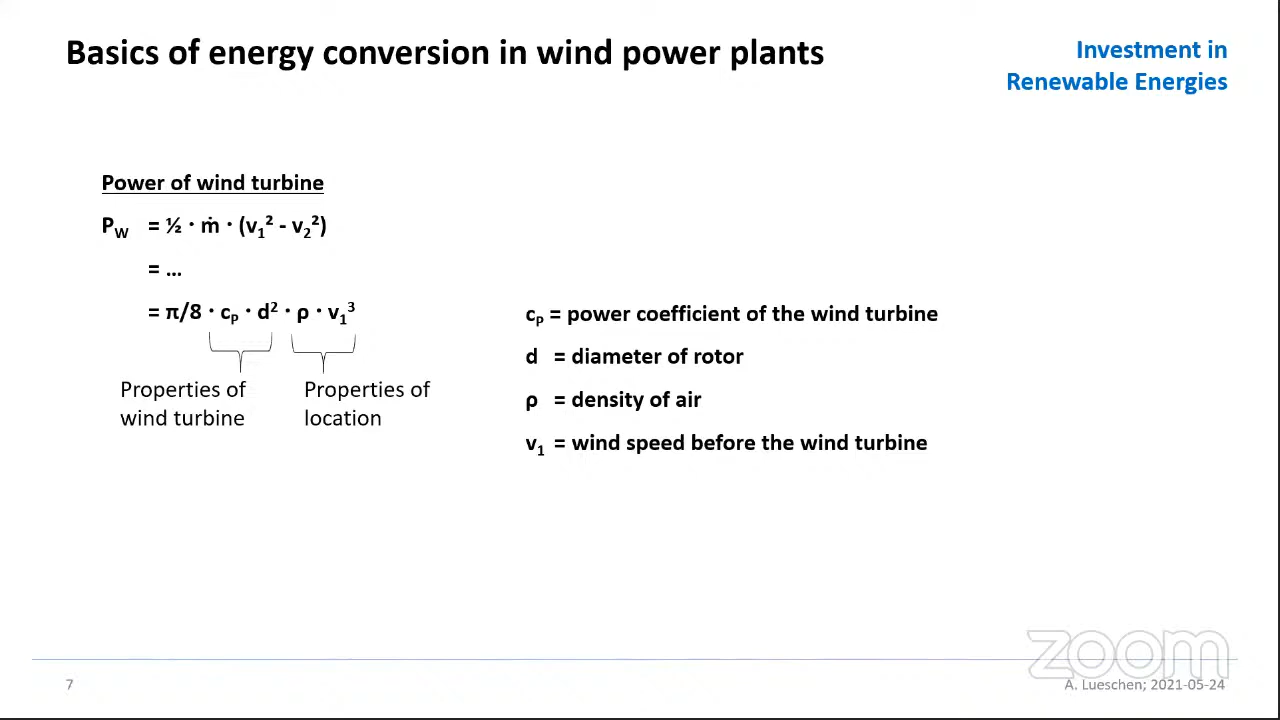 Basics of energy conversion in wind power plants
Investment in
Renewable Energies
Power of wind turbine
P_W = ½ · ṁ · (v₁² - v₂²)
= ...
= π/8 · c_P · d² · ρ · v₁³
Properties of
wind turbine
Properties of
location
c_P = power coefficient of the wind turbine
d = diameter of rotor
ρ = density of air
v₁ = wind speed before the wind turbine
zoom
7
A. Lueschen; 2021-05-24